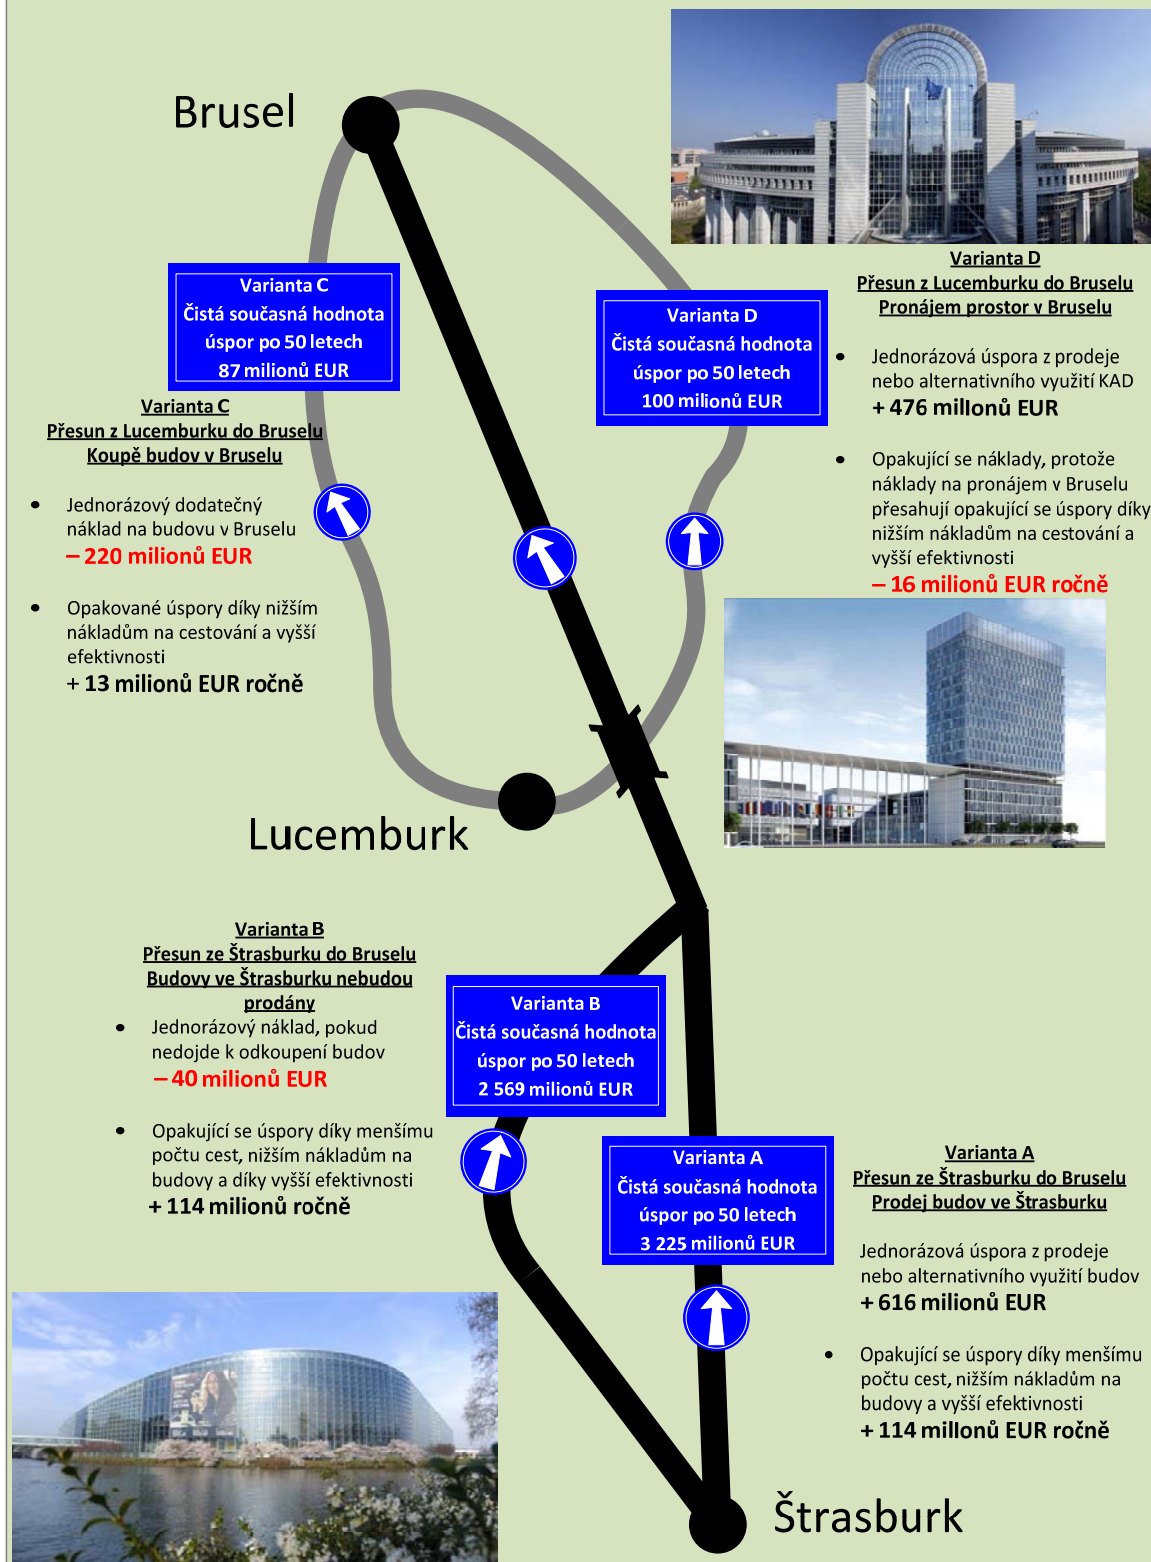 Brusel
Varianta C
Čistá současná hodnota
úspor po 50 letech
87 milionů EUR
Varianta C
Přesun z Lucemburku do Bruselu
Koupě budov v Bruselu
• Jednorázový dodatečný
náklad na budovu v Bruselu
– 220 milionů EUR
• Opakované úspory díky nižším
nákladům na cestování a vyšší
efektivnosti
+ 13 milionů EUR ročně
Varianta D
Čistá současná hodnota
úspor po 50 letech
100 milionů EUR
Varianta D
Přesun z Lucemburku do Bruselu
Pronájem prostor v Bruselu
• Jednorázová úspora z prodeje
nebo alternativního využití KAD
+ 476 millonů EUR
• Opakující se náklady, protože
náklady na pronájem v Bruselu
přesahují opakující se úspory díky
nižším nákladům na cestování a
vyšší efektivnosti
– 16 milionů EUR ročně
Lucemburk
Varianta B
Přesun ze Štrasburku do Bruselu
Budovy ve Štrasburku nebudou
prodány
• Jednorázový náklad, pokud
nedojde k odkoupení budov
– 40 milionů EUR
• Opakující se úspory díky menšímu
počtu cest, nižším nákladům na
budovy a díky vyšší efektivnosti
+ 114 milionů ročně
Varianta B
Čistá současná hodnota
úspor po 50 letech
2 569 milionů EUR
Varianta A
Čistá současná hodnota
úspor po 50 letech
3 225 milionů EUR
Varianta A
Přesun ze Štrasburku do Bruselu
Prodej budov ve Štrasburku
Jednorázová úspora z prodeje
nebo alternativního využití budov
+ 616 milionů EUR
• Opakující se úspory díky menšímu
počtu cest, nižším nákladům na
budovy a vyšší efektivnosti
+ 114 millonů EUR ročně
Štrasburk